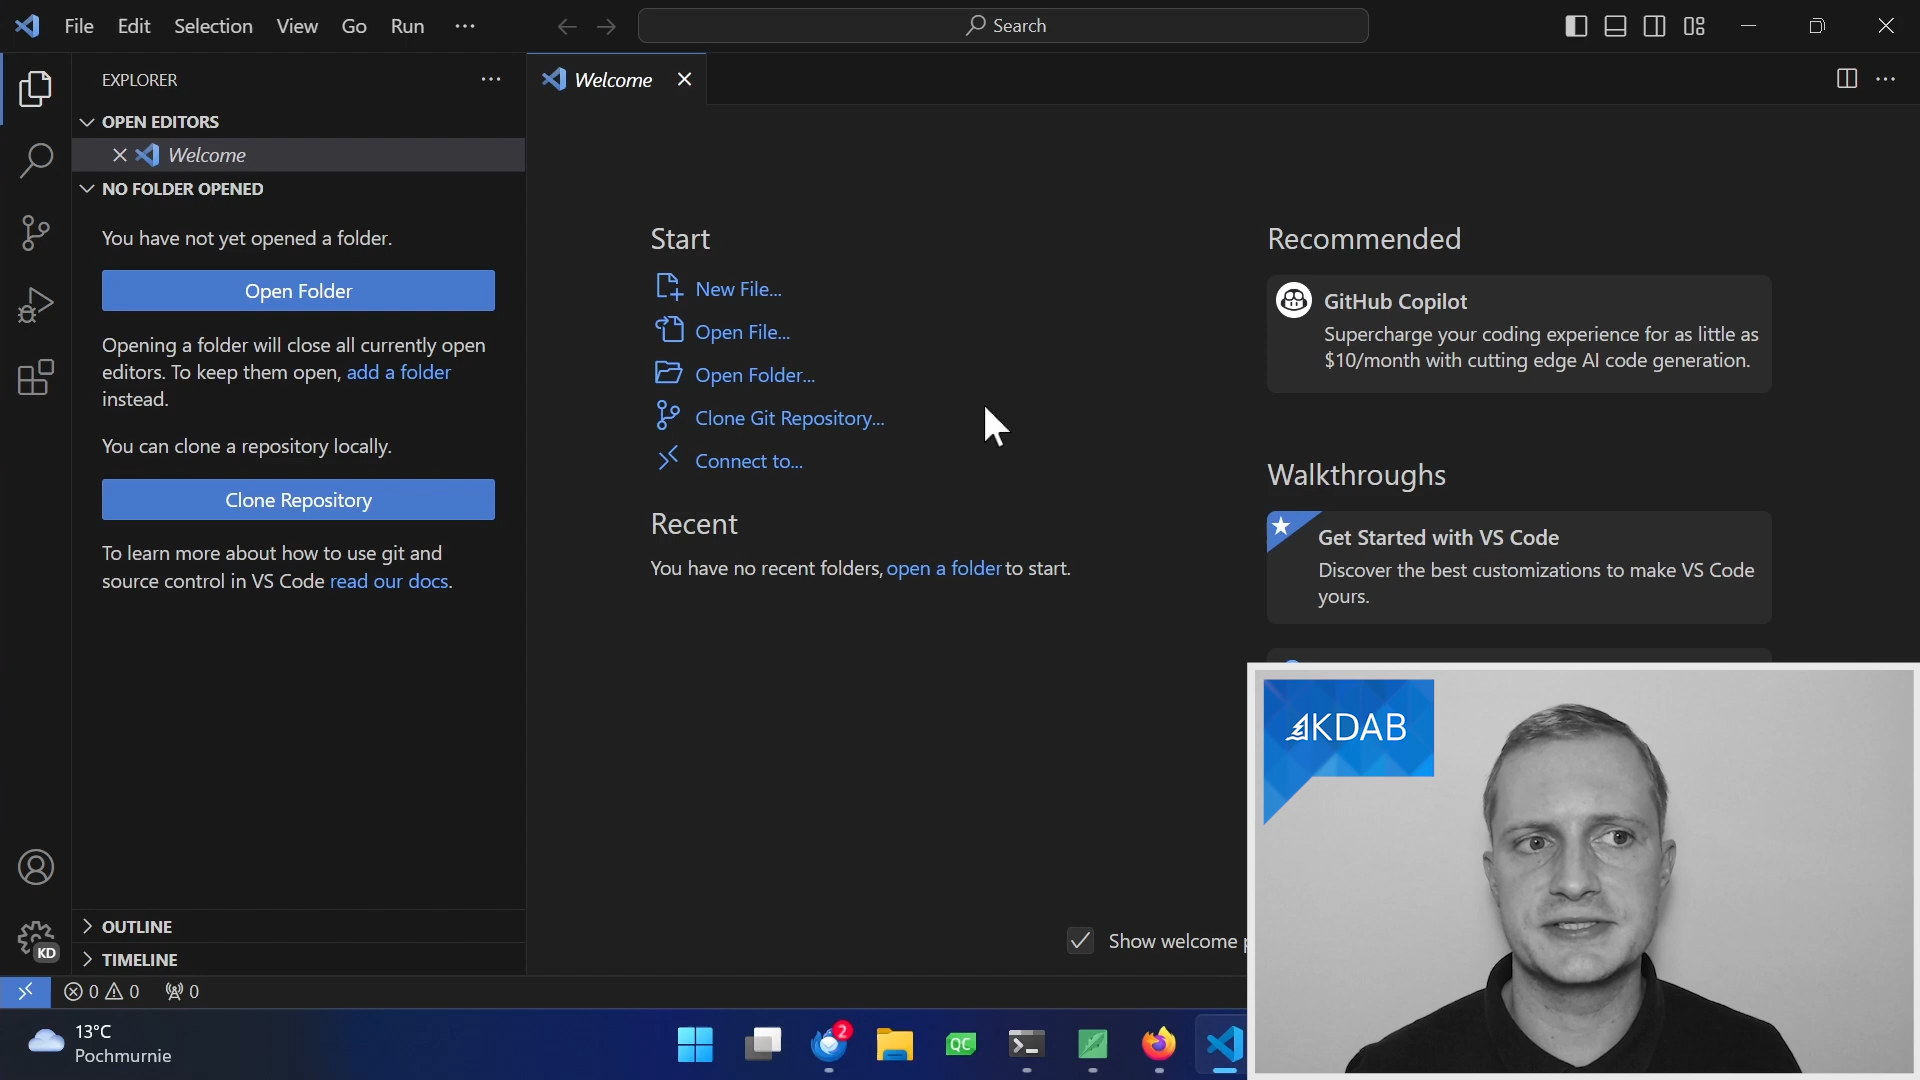 File Edit Selection View Go Run ...
Search
EXPLORER
OPEN EDITORS
Welcome
NO FOLDER OPENED
You have not yet opened a folder.
Open Folder
Opening a folder will close all currently open
editors. To keep them open, add a folder
instead.
You can clone a repository locally.
Clone Repository
To learn more about how to use git and
source control in VS Code read our docs.
OUTLINE
TIMELINE
KD
0 0 0
Welcome
Start
New File...
Open File...
Open Folder...
Clone Git Repository...
Connect to...
Recent
You have no recent folders, open a folder to start.
Recommended
GitHub Copilot
Supercharge your coding experience for as little as
$10/month with cutting edge AI code generation.
Walkthroughs
Get Started with VS Code
Discover the best customizations to make VS Code
yours.
Show welcome
KDAB
13°C
Pochmurnie
2
QC